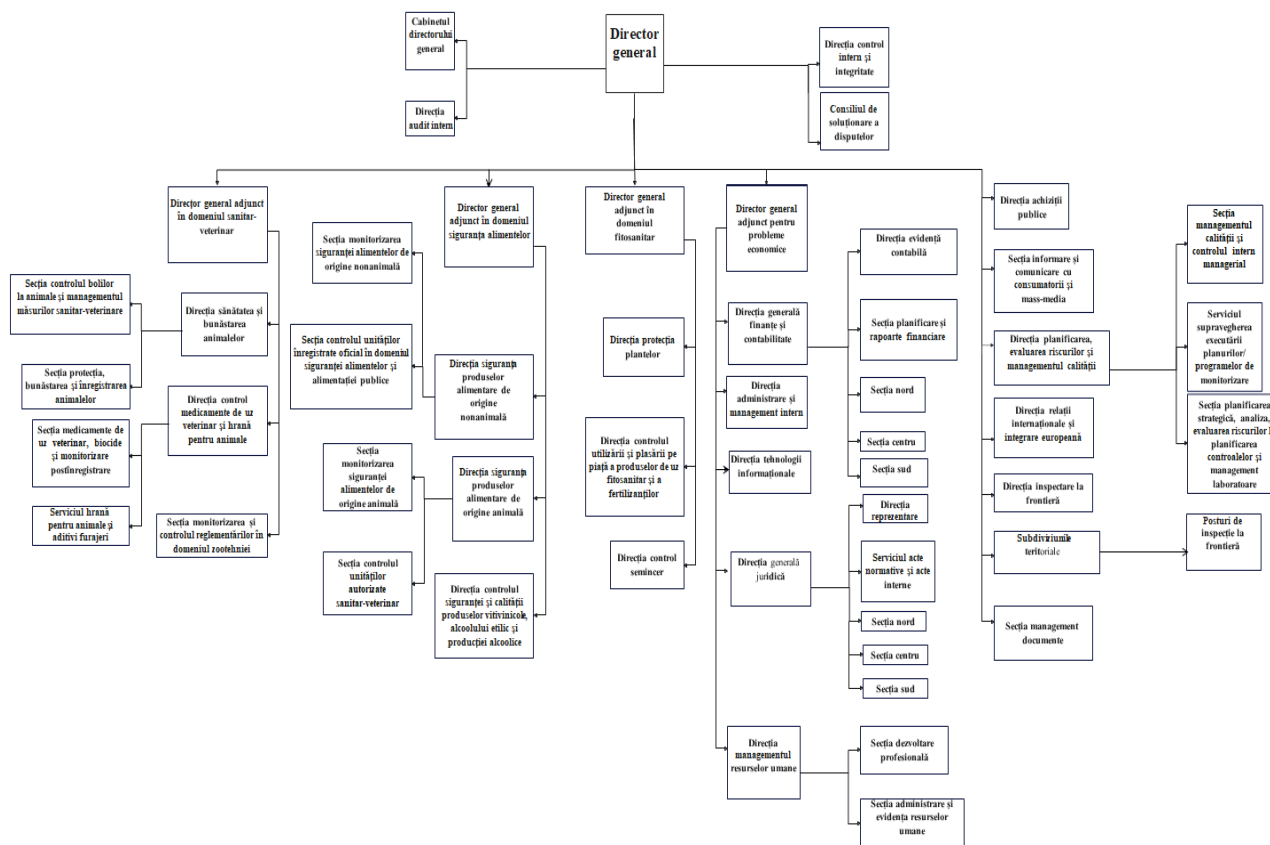 Cabinetul
directorului
general
Director
general
Direcția control
intern și
integritate
Direcția
audit intern
Consiliul de
soluționare a
disputelor
Director general adjunct
în domeniul sanitar-
veterinar
Secția controlul bolilor
la animale și managementul
măsurilor sanitar-veterinare
Direcția sănătatea și
bunăstarea
animalelor
Secția protecția,
bunăstarea și înregistrarea
animalelor
Direcția control
medicamente de uz
veterinar și hrană
pentru animale
Secția medicamente de
uz veterinar, biocide
și monitorizare
postînregistrare
Serviciul hrană
pentru animale și
aditivi furajeri
Secția monitorizarea și
controlul reglementărilor în
domeniul zootehniei
Director general
adjunct în domeniul
siguranța alimentelor
Secția monitorizarea
siguranței alimentelor de
origine nonanimală
Secția controlul unităților
înregistrate oficial în domeniul
siguranței alimentelor și
alimentației publice
Direcția siguranța
produselor
alimentare de
origine nonanimală
Secția
monitorizarea
siguranței
alimentelor de
origine animală
Direcția siguranța
produselor
alimentare de
origine animală
Secția controlul
unităților
autorizate
sanitar-veterinar
Direcția controlul
siguranței și calității
produselor vitivinicole,
alcoolului etilic și
producției alcoolice
Director general
adjunct în
domeniul
fitosanitar
Direcția protecția
plantelor
Direcția controlul
utilizării și plasării pe
piață a produselor de uz
fitosanitar și a
fertilizanților
Direcția control
semincer
Director general
adjunct pentru
probleme
economice
Direcția generală
finanțe și
contabilitate
Direcția evidență
contabilă
Secția planificare și
rapoarte financiare
Secția nord
Secția centru
Secția sud
Direcția
administrare și
management intern
Direcția tehnologii
informaționale
Direcția generală
juridică
Direcția
reprezentare
Serviciul acte
normative și acte
interne
Secția nord
Secția centru
Secția sud
Direcția
managementul
resurselor umane
Secția dezvoltare
profesională
Secția administrare și
evidența resurselor
umane
Direcția achiziții
publice
Secția informare și
comunicare cu
consumatorii și
mass-media
Direcția planificarea,
evaluarea riscurilor și
managementul calității
Secția
managementul
calității și
controlul intern
managerial
Serviciul
supravegherea
executării
planurilor/
programelor de
monitorizare
Secția planificarea
strategică, analiza,
evaluarea riscurilor
planificarea
controalelor și
management
laboratoare
Direcția relații
internaționale și
integrare europeană
Direcția inspectare la
frontieră
Subdiviziunile
teritoriale
Posturi de
inspecție la
frontieră
Secția management
documente